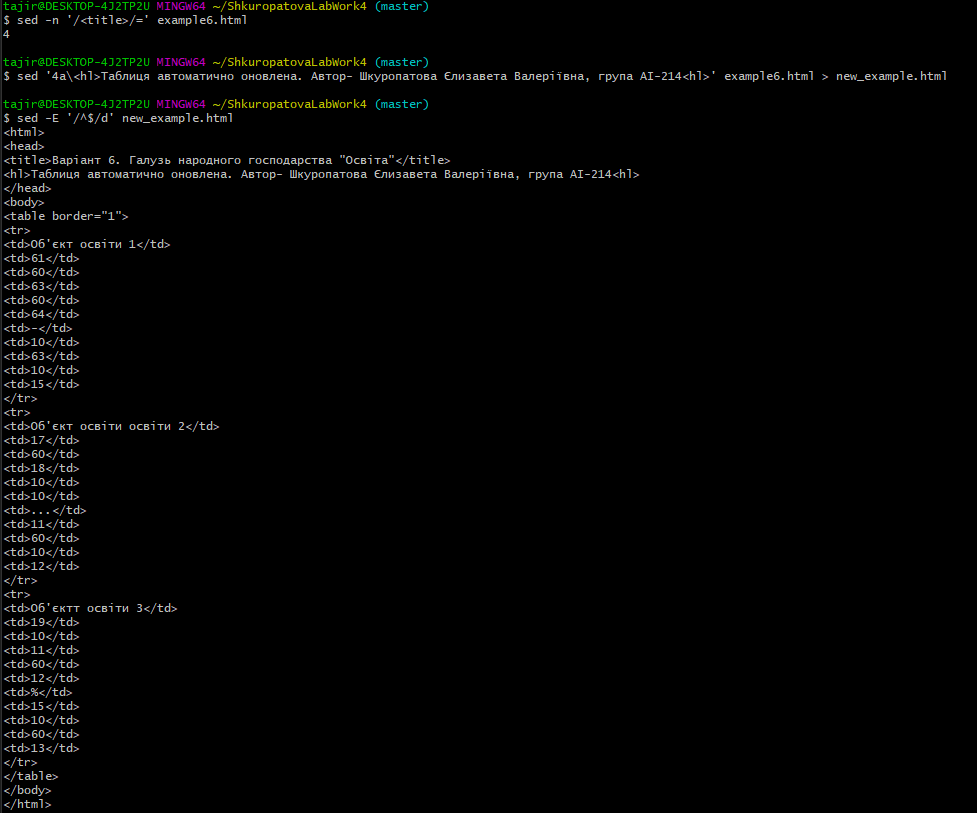 tajir@DESKTOP-4J2TP2U MINGW64 ~/ShkuropatovaLabWork4 (master)
$ sed -n '/<title>/=' example6.html
4
tajir@DESKTOP-4J2TP2U MINGW64 ~/ShkuropatovaLabWork4 (master)
$ sed '4a\<hl>Таблиця автоматично оновлена. Автор- Шкуропатова Єлизавета Валеріївна, група АІ-214<hl>' example6.html > new_example.html
tajir@DESKTOP-4J2TP2U MINGW64 ~/ShkuropatovaLabWork4 (master)
$ sed -E '/^$/d' new_example.html
<html>
<head>
<title>Варіант 6. Галузь народного господарства "Освіта"</title>
<hl>Таблиця автоматично оновлена. Автор- Шкуропатова Єлизавета Валеріївна, група АІ-214<hl>
</head>
<body>
<table border="1">
<tr>
<td>Об'єкт освіти 1</td>
<td>61</td>
<td>60</td>
<td>63</td>
<td>60</td>
<td>64</td>
<td>-</td>
<td>10</td>
<td>63</td>
<td>10</td>
<td>15</td>
</tr>
<tr>
<td>Об'єкт освіти освіти 2</td>
<td>17</td>
<td>60</td>
<td>18</td>
<td>10</td>
<td>10</td>
<td>...</td>
<td>11</td>
<td>60</td>
<td>10</td>
<td>12</td>
</tr>
<tr>
<td>Об'єктт освіти 3</td>
<td>19</td>
<td>10</td>
<td>11</td>
<td>60</td>
<td>12</td>
<td>%</td>
<td>15</td>
<td>10</td>
<td>60</td>
<td>13</td>
</tr>
</table>
</body>
</html>